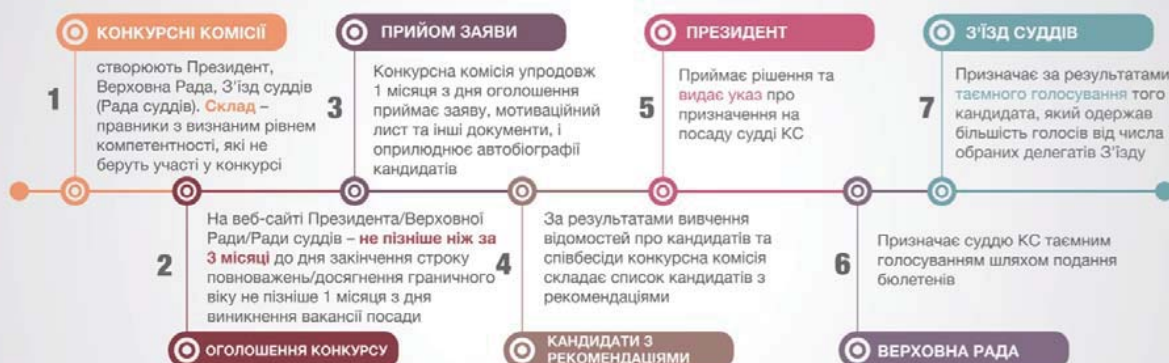 КОНКУРСНІ КОМІСІЇ
1
створюють Президент,
Верховна Рада, З'їзд суддів
(Рада суддів). Склад –
правники з визнаним рівнем
компетентності, які не
беруть участі у конкурсі
2
На веб-сайті Президента/Верховної
Ради/Ради суддів – не пізніше ніж за
3 місяці до дня закінчення строку
повноважень/досягнення граничного
віку не пізніше 1 місяця з дня
виникнення вакансії посади
ОГОЛОШЕННЯ КОНКУРСУ
ПРИЙОМ ЗАЯВИ
3
Конкурсна комісія упродовж
1 місяця з дня оголошення
приймає заяву, мотиваційний
лист та інші документи, і
оприлюднює автобіографії
кандидатів
4
За результатами вивчення
відомостей про кандидатів та
співбесіди конкурсна комісія
складає список кандидатів з
рекомендаціями
КАНДИДАТИ З
РЕКОМЕНДАЦІЯМИ
ПРЕЗИДЕНТ
5
Приймає рішення та
видає указ про
призначення на
посаду судді КС
6
Призначає суддю КС таємним
голосуванням шляхом подання
бюлетенів
ВЕРХОВНА РАДА
З'ЇЗД СУДДІВ
7
Призначає за результатами
таємного голосування того
кандидата, який одержав
більшість голосів від числа
обраних делегатів З'їзду